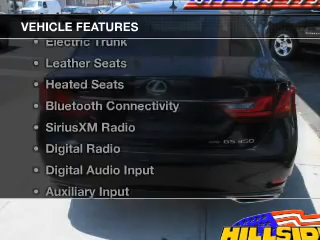 VEHICLE FEATURES
• Electric Trunk
• Leather Seats
• Heated Seats
• Bluetooth Connectivity
• SiriusXM Radio
• Digital Radio
• Digital Audio Input
• Auxiliary Input
GS 350
HILLSIDE